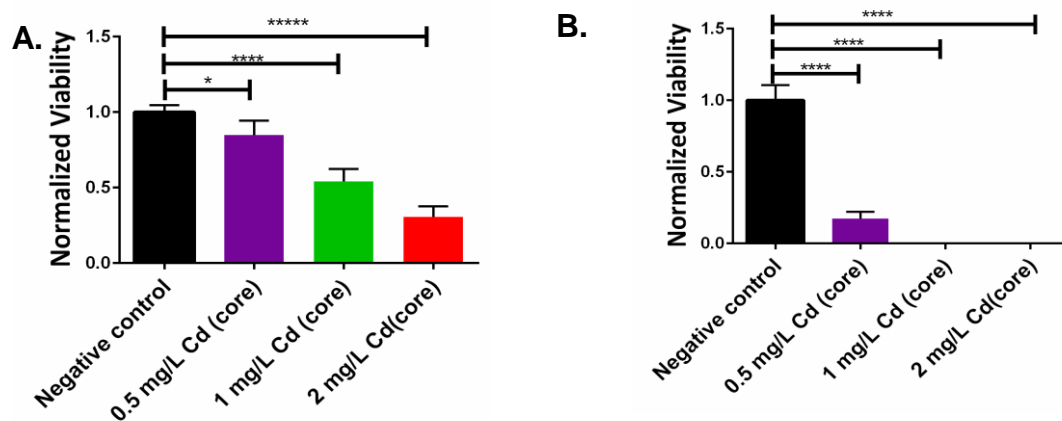 A.
Normalized Viability
1.5
1.0
0.5
0.0
*****
****
*
Negative control
0.5 mg/L Cd (core)
1 mg/L Cd (core)
2 mg/L Cd(core)
B.
Normalized Viability
1.5
1.0
0.5
0.0
****
****
****
Negative control
0.5 mg/L Cd (core)
1 mg/L Cd (core)
2 mg/L Cd(core)